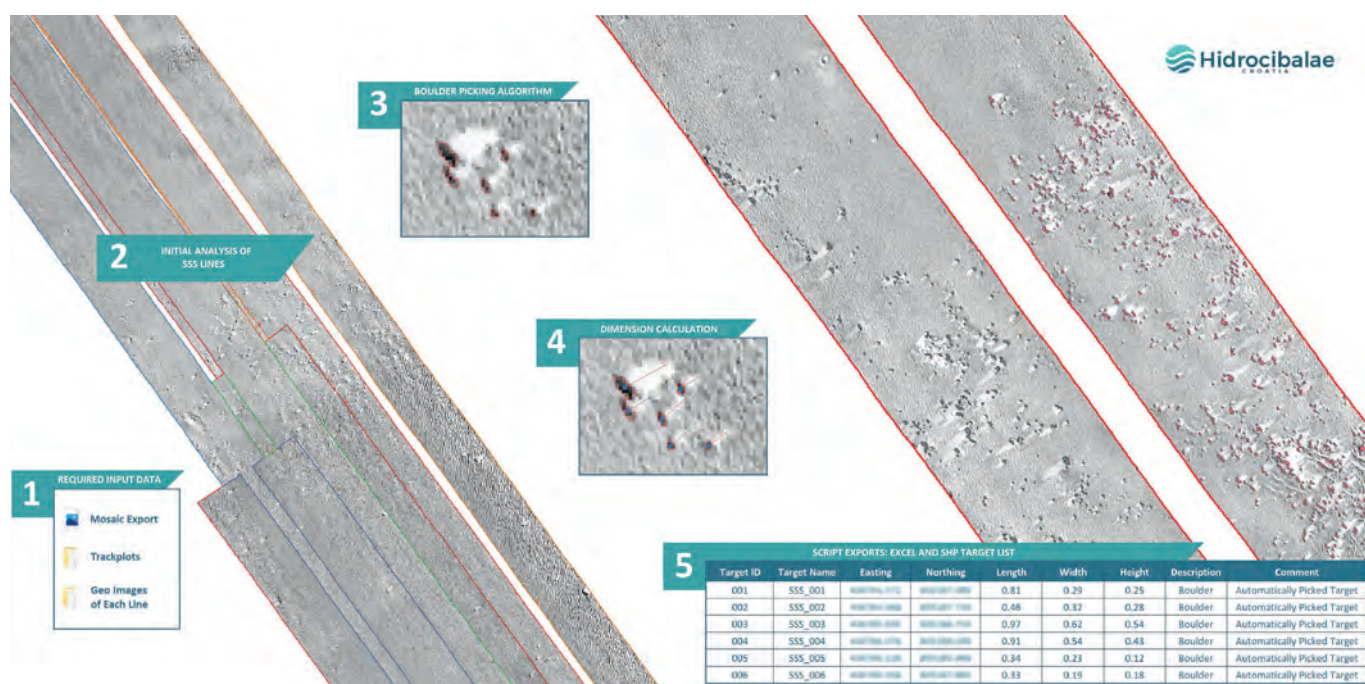 Hidrocibalae
CROATIA
3
BOULDER PICKING ALGORITHM
2
INITIAL ANALYSIS OF
SSS LINES
4
DIMENSION CALCULATION
1
REQUIRED INPUT DATA
Mosaic Export
Trackplots
Geo Images
of Each Line
5
SCRIPT EXPORTS: EXCEL AND SHP TARGET LIST
Target ID Target Name Easting Northing Length Width Height Description Comment
001 SSS_001 0.81 0.29 0.25 Boulder Automatically Picked Target
002 SSS_002 0.46 0.32 0.28 Boulder Automatically Picked Target
003 SSS_003 0.97 0.62 0.54 Boulder Automatically Picked Target
004 SSS_004 0.91 0.54 0.43 Boulder Automatically Picked Target
005 SSS_005 0.34 0.23 0.12 Boulder Automatically Picked Target
006 SSS_006 0.33 0.19 0.18 Boulder Automatically Picked Target